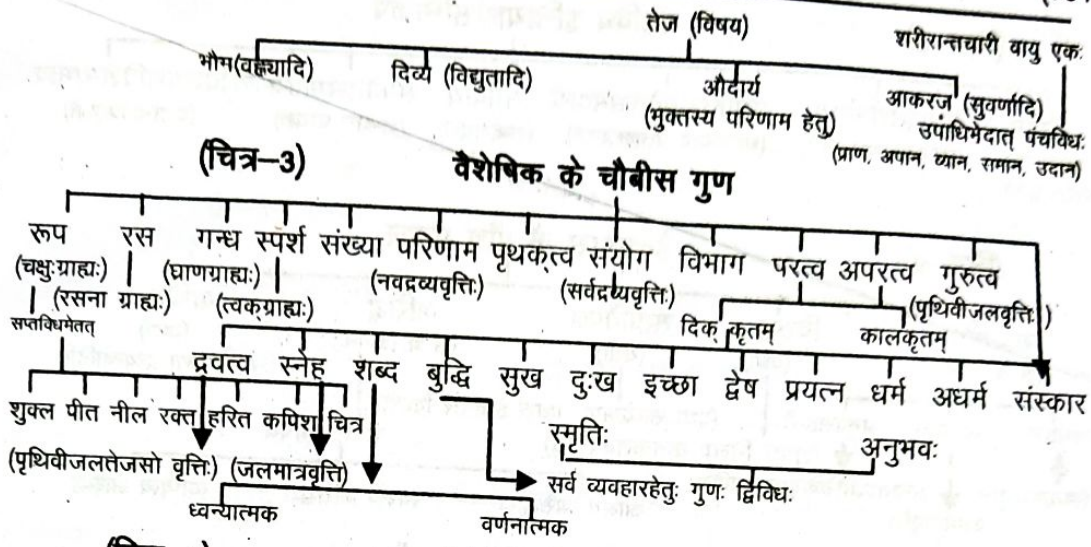 तेज (विषय)
शरीरान्तचारी वायु एकः
भौम(वह्न्यादि)
दिव्य (विद्युतादि)
औदार्य
(मुक्तस्य परिणाम हेतु)
आकरज (सुवर्णादि)
उपाधिमेदात् पंचविधः
(प्राण, अपान, व्यान, समान, उदान)
(चित्र-3) वैशेषिक के चौबीस गुण
रूप रस गन्ध स्पर्श संख्या परिणाम पृथकत्व संयोग विभाग परत्व अपरत्व गुरुत्व
(चक्षुःग्राह्यः) (घाणग्राह्यः) (नवद्रव्यवृत्तिः) (सर्वद्रव्यवृत्तिः)
(रसना ग्राह्यः) (त्वक्ग्राह्यः) (पृथिवीजलवृत्तिः)
सप्तविधमेतत् दिक् कृतम् कालकृतम्
द्रवत्व स्नेह शब्द बुद्धि सुख दुःख इच्छा द्वेष प्रयत्न धर्म अधर्म संस्कार
शुक्ल पीत नील रक्त हरित कपिश चित्र
स्मृतिः अनुभवः
(पृथिवीजलतेजसो वृत्तिः) (जलमात्रवृत्ति)
सर्व व्यवहारहेतुः गुणः द्विविधः
ध्वन्यात्मक वर्णनात्मक